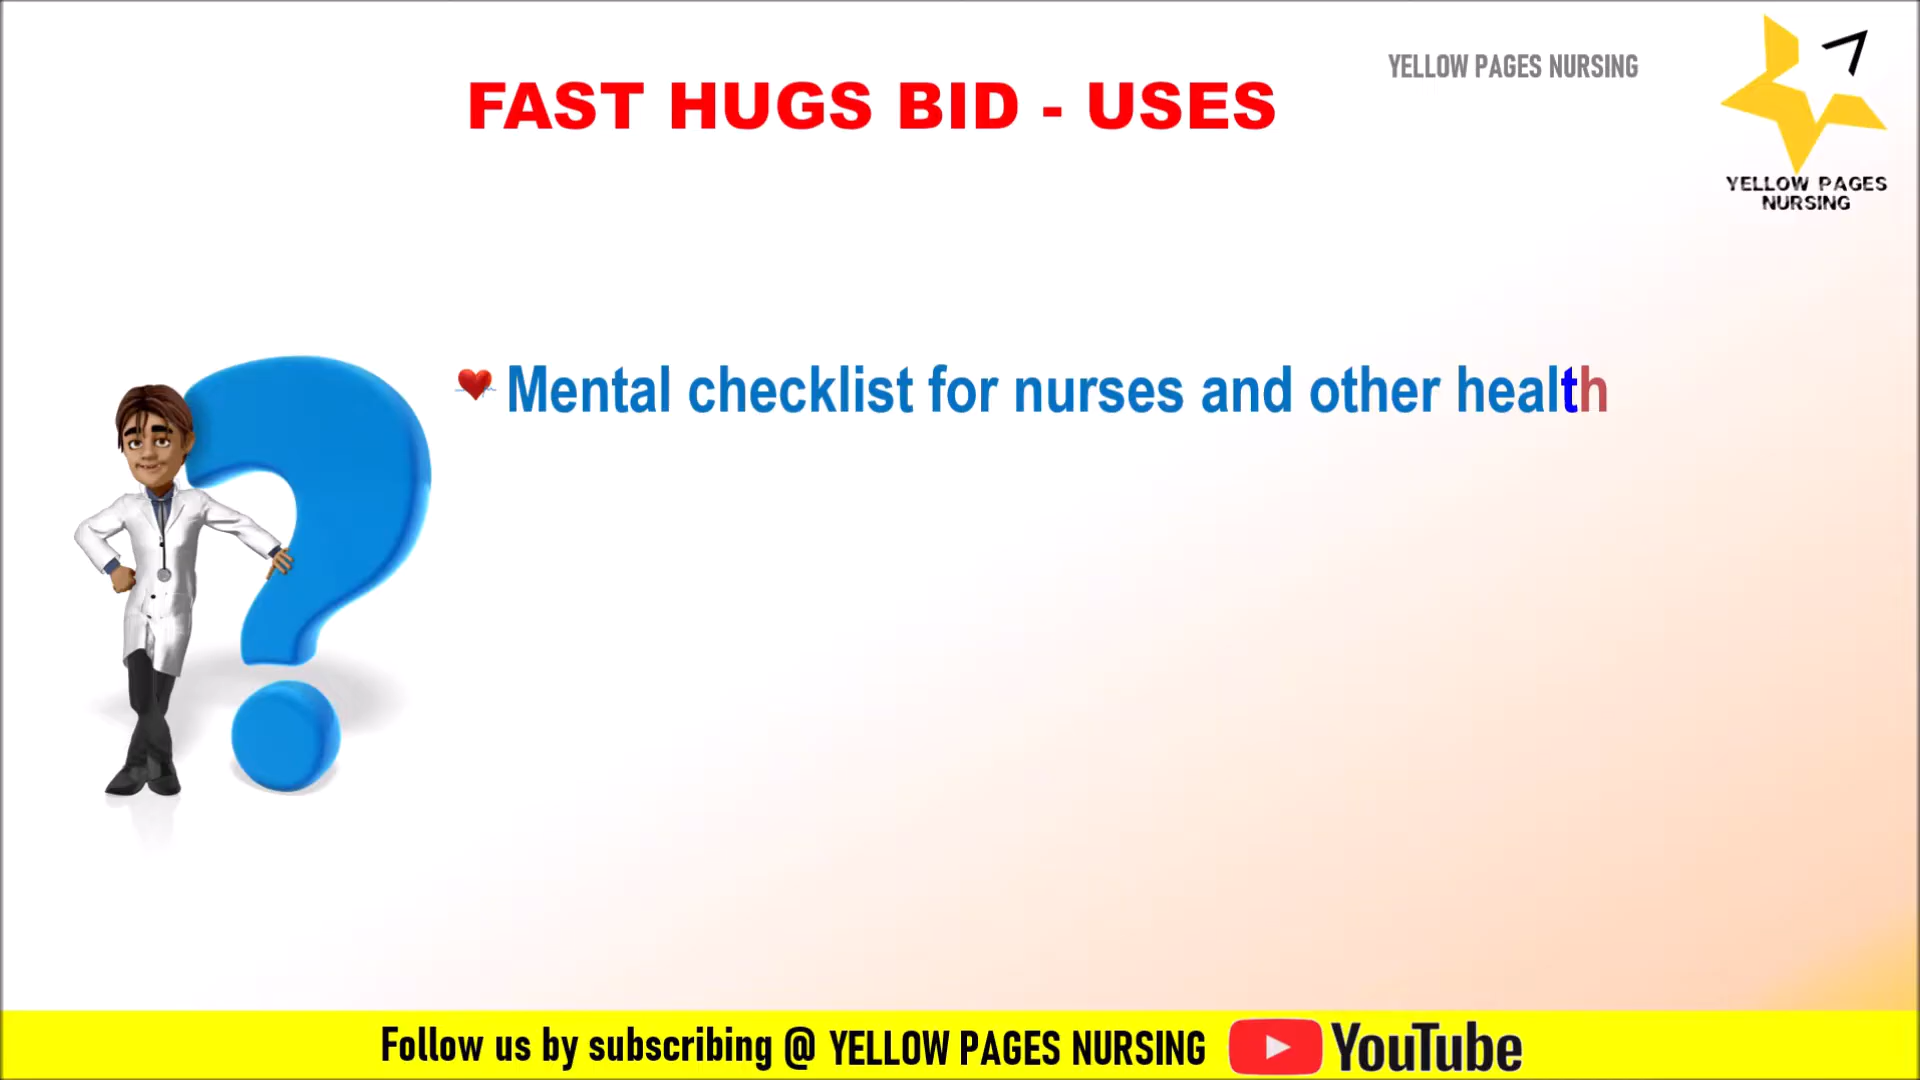 YELLOW PAGES NURSING
FAST HUGS BID - USES
YELLOW PAGES
NURSING
Mental checklist for nurses and other health
Follow us by subscribing @ YELLOW PAGES NURSING YouTube